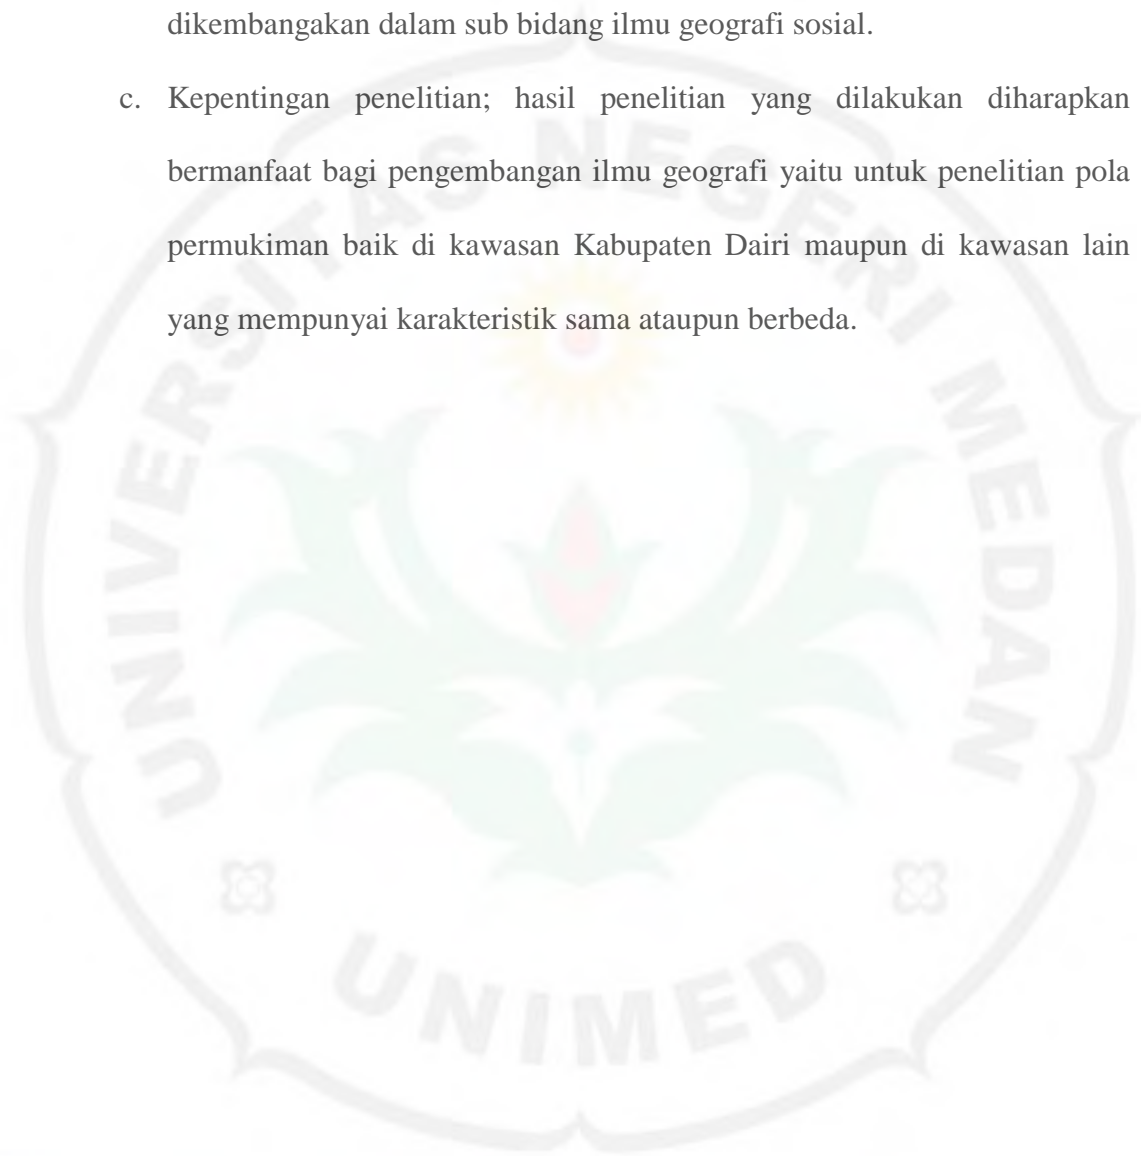 dikembangakan dalam sub bidang ilmu geografi sosial.
c. Kepentingan penelitian; hasil penelitian yang dilakukan diharapkan
bermanfaat bagi pengembangan ilmu geografi yaitu untuk penelitian pola
permukiman baik di kawasan Kabupaten Dairi maupun di kawasan lain
yang mempunyai karakteristik sama ataupun berbeda.
UNIVERSITAS NEGERI MEDAN
UNIMED